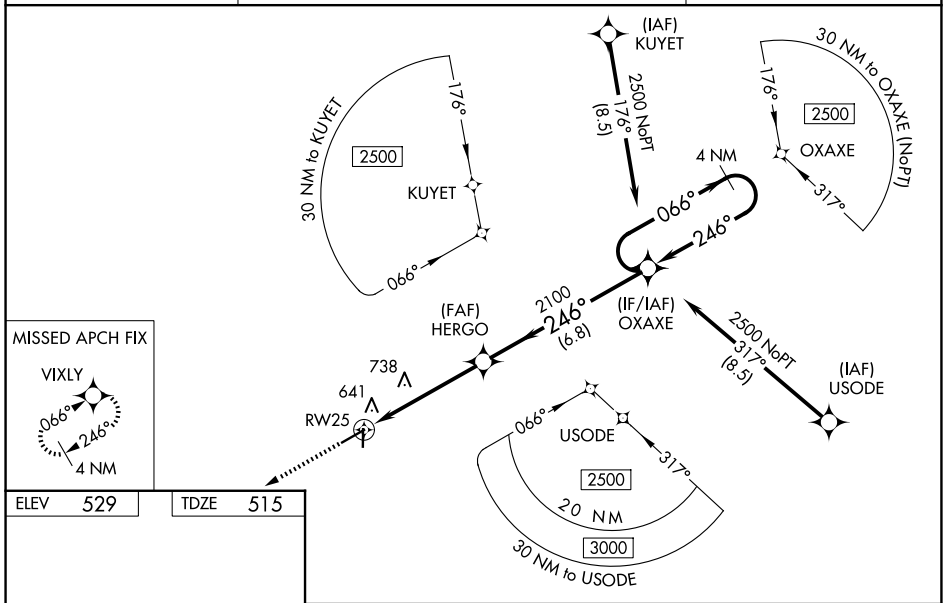 (IAF)
KUYET
2500 NoPT
176°
(8.5)
30 NM to KUYET
176°
2500
KUYET
066°
30 NM to OXAXE (NoPT)
176°
2500
OXAXE
317°
4 NM
066°
246°
2100
246°
(6.8)
(IF/IAF)
OXAXE
(FAF)
HERGO
2500 NoPT
317°
(8.5)
(IAF)
USODE
MISSED APCH FIX
VIXLY
066°
246°
4 NM
738
641
RW25
066°
USODE
317°
2500
20 NM
3000
30 NM to USODE
ELEV 529
TDZE 515